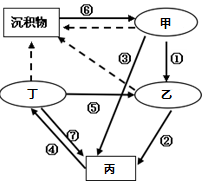 沉积物 ⑥ 甲
③ ①
丁 ⑤ 乙
④ ⑦ ②
丙